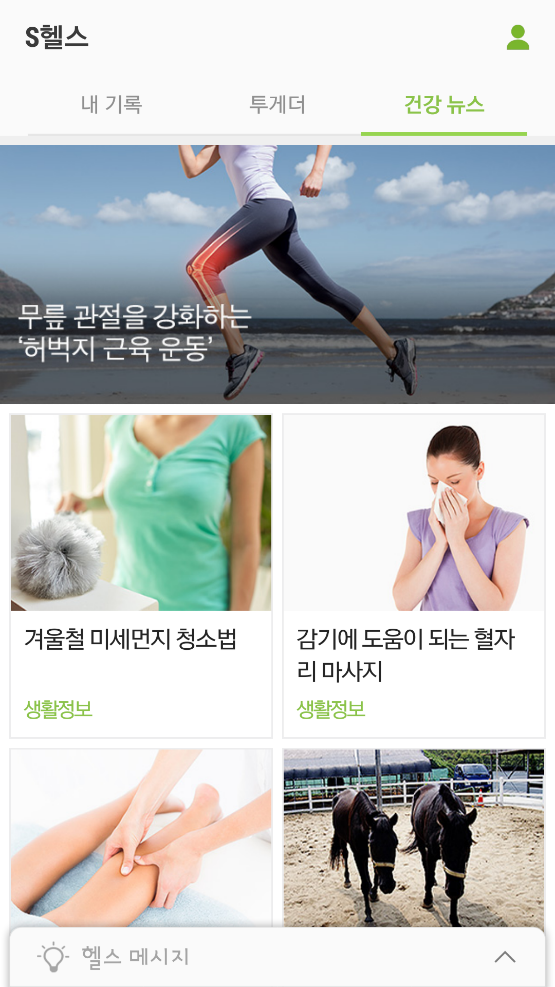 S헬스
내 기록 투게더 건강 뉴스
무릎 관절을 강화하는
‘허벅지 근육 운동’
겨울철 미세먼지 청소법
생활정보
감기에 도움이 되는 혈자
리 마사지
생활정보
헬스 메시지